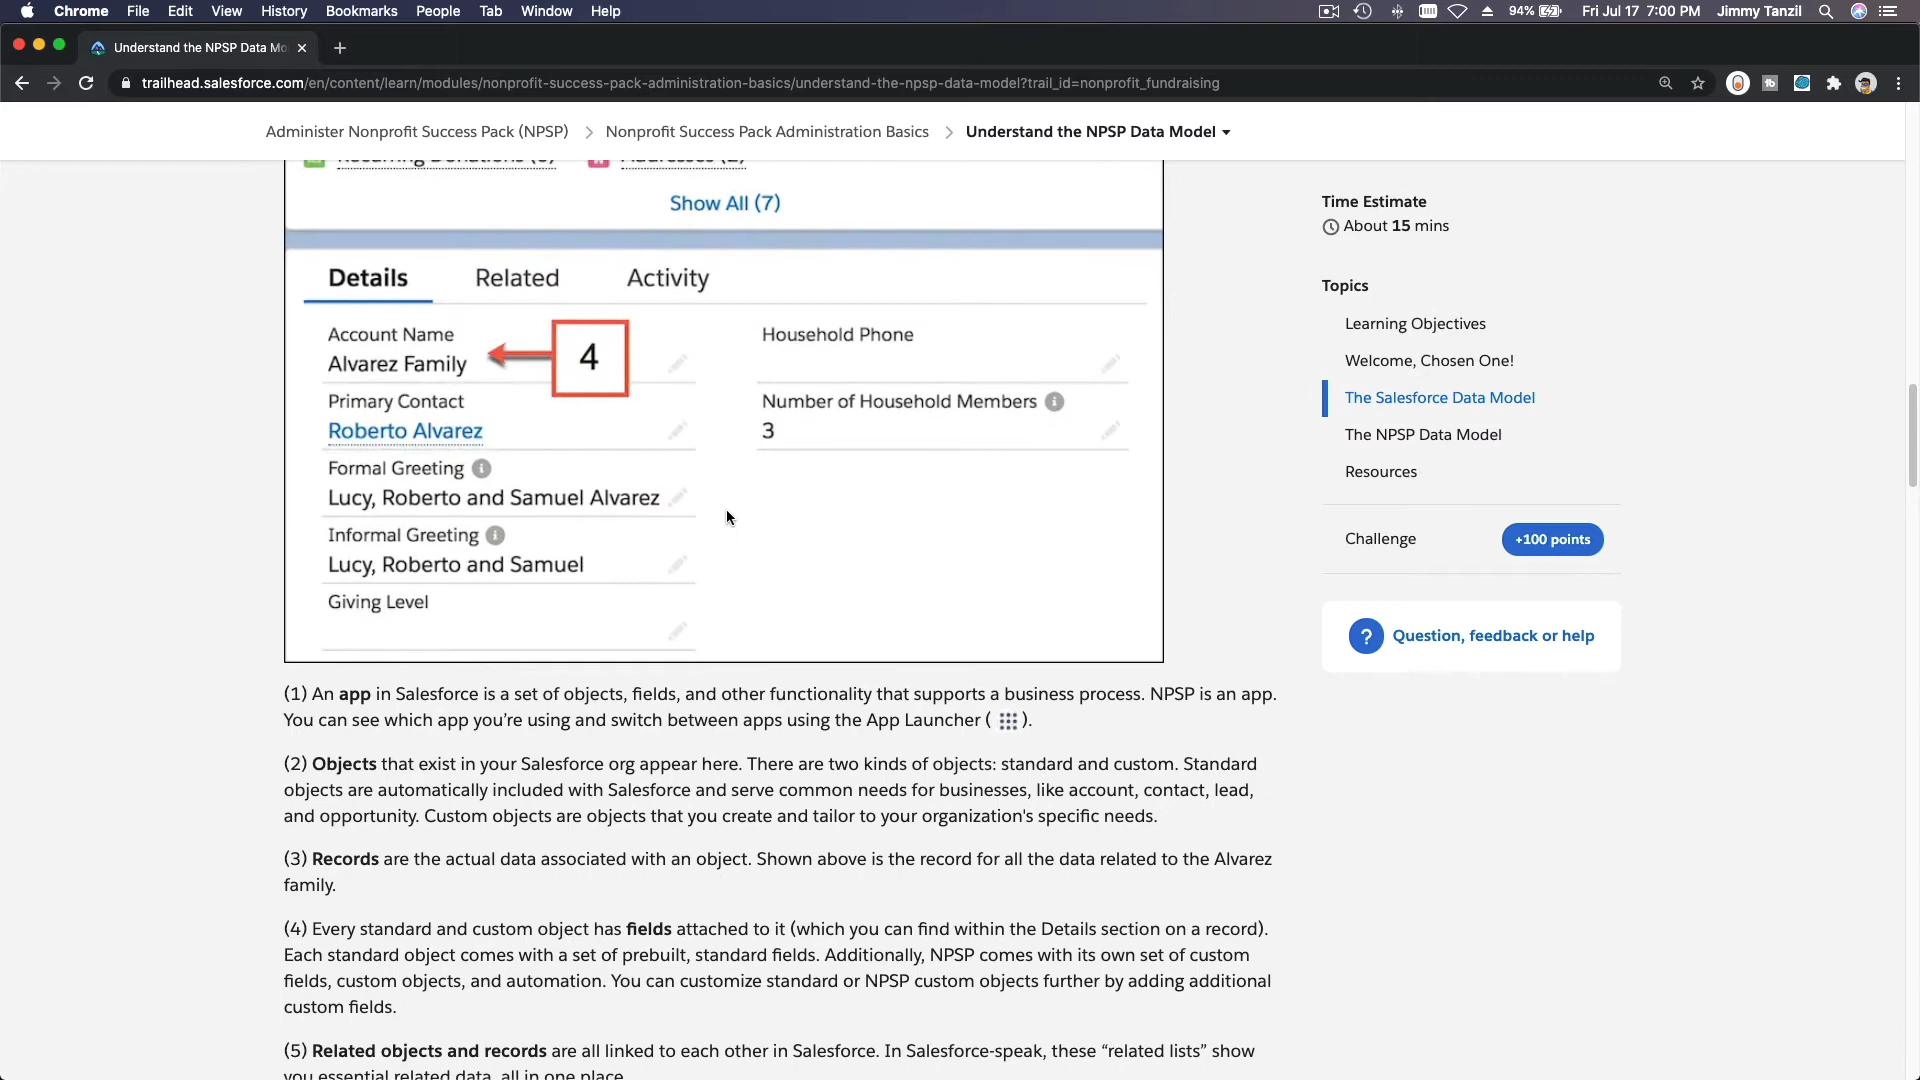 Chrome File Edit View History Bookmarks People Tab Window Help 94% Fri Jul 17 7:00 PM Jimmy Tanzil
Understand the NPSP Data Mo
trailhead.salesforce.com/en/content/learn/modules/nonprofit-success-pack-administration-basics/understand-the-npsp-data-model?trail_id=nonprofit_fundraising
Administer Nonprofit Success Pack (NPSP) > Nonprofit Success Pack Administration Basics > Understand the NPSP Data Model
Show All (7)
Details Related Activity
Account Name
Alvarez Family
4
Household Phone
Primary Contact
Roberto Alvarez
Number of Household Members
3
Formal Greeting
Lucy, Roberto and Samuel Alvarez
Informal Greeting
Lucy, Roberto and Samuel
Giving Level
(1) An app in Salesforce is a set of objects, fields, and other functionality that supports a business process. NPSP is an app.
You can see which app you’re using and switch between apps using the App Launcher ( ).
(2) Objects that exist in your Salesforce org appear here. There are two kinds of objects: standard and custom. Standard
objects are automatically included with Salesforce and serve common needs for businesses, like account, contact, lead,
and opportunity. Custom objects are objects that you create and tailor to your organization's specific needs.
(3) Records are the actual data associated with an object. Shown above is the record for all the data related to the Alvarez
family.
(4) Every standard and custom object has fields attached to it (which you can find within the Details section on a record).
Each standard object comes with a set of prebuilt, standard fields. Additionally, NPSP comes with its own set of custom
fields, custom objects, and automation. You can customize standard or NPSP custom objects further by adding additional
custom fields.
(5) Related objects and records are all linked to each other in Salesforce. In Salesforce-speak, these “related lists” show
you essential related data, all in one place.
Time Estimate
About 15 mins
Topics
Learning Objectives
Welcome, Chosen One!
The Salesforce Data Model
The NPSP Data Model
Resources
Challenge
+100 points
? Question, feedback or help